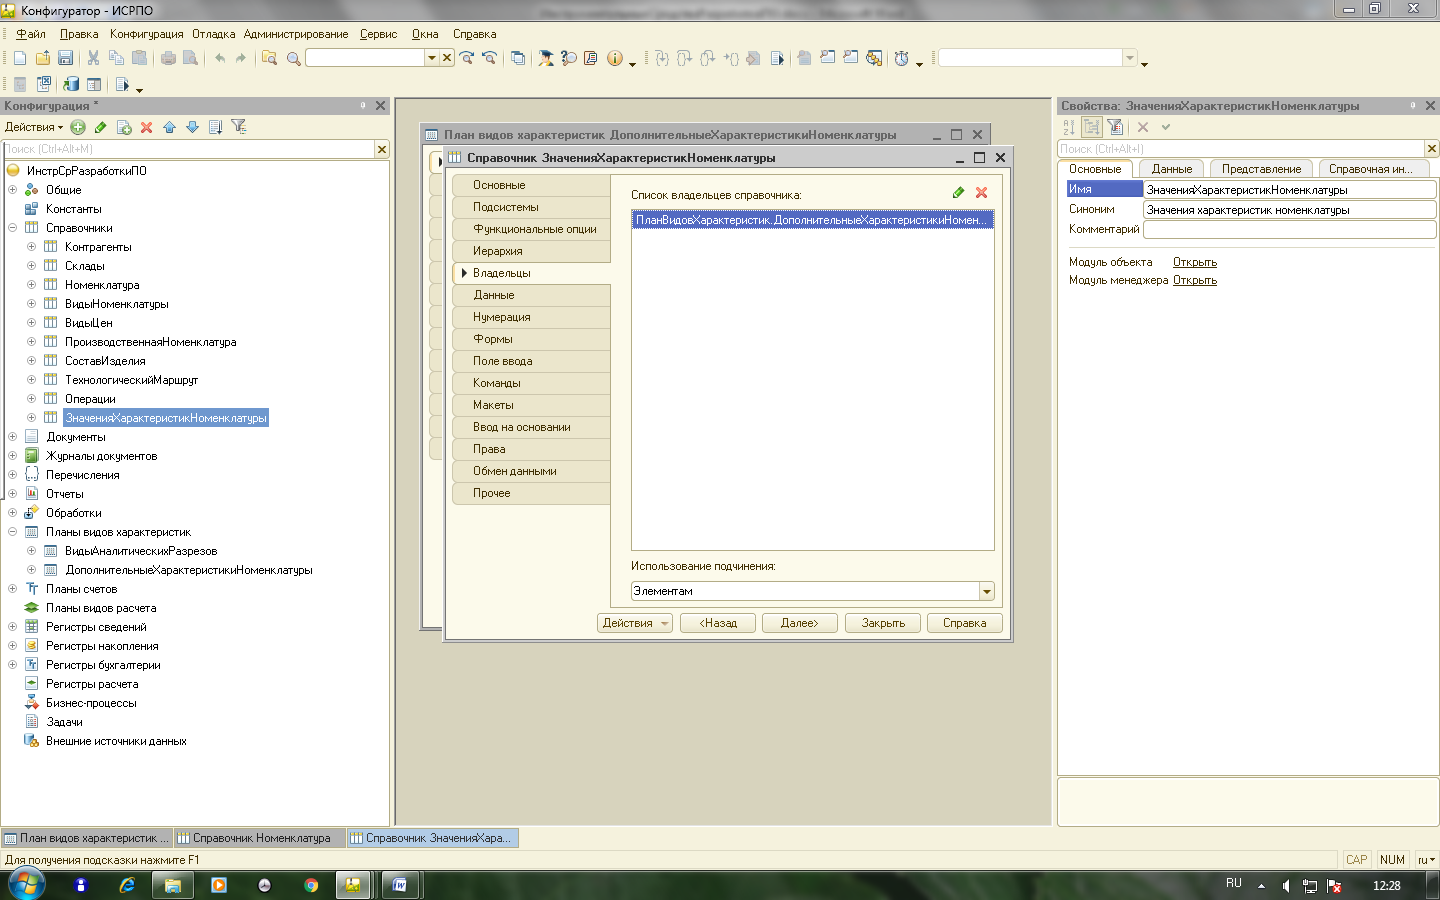 Конфигуратор - ИСРПО
Файл Правка Конфигурация Отладка Администрирование Сервис Окна Справка
Конфигурация *
Действия
Поиск (Ctrl+Alt+M)
ИнстрСрРазработкиПО
Общие
Константы
Справочники
Контрагенты
Склады
Номенклатура
ВидыНоменклатуры
ВидыЦен
ПроизводственнаяНоменклатура
СоставИзделия
ТехнологическийМаршрут
Операции
ЗначенияХарактеристикНоменклатуры
Документы
Журналы документов
Перечисления
Отчеты
Обработки
Планы видов характеристик
ВидыАналитическихРазрезов
ДополнительныеХарактеристикиНоменклатуры
Планы счетов
Планы видов расчета
Регистры сведений
Регистры накопления
Регистры бухгалтерии
Регистры расчета
Бизнес-процессы
Задачи
Внешние источники данных
План видов характеристик ДополнительныеХарактеристикиНоменклатуры
Справочник ЗначенияХарактеристикНоменклатуры
Основные
Подсистемы
Функциональные опции
Иерархия
Владельцы
Данные
Нумерация
Формы
Поле ввода
Команды
Макеты
Ввод на основании
Права
Обмен данными
Прочее
Список владельцев справочника:
ПланВидовХарактеристик.ДополнительныеХарактеристикиНомен...
Использование подчинения:
Элементам
Действия <Назад Далее> Закрыть Справка
Свойства: ЗначенияХарактеристикНоменклатуры
Поиск (Ctrl+Alt+I)
Основные Данные Представление Справочная ин...
Имя ЗначенияХарактеристикНоменклатуры
Синоним Значения характеристик номенклатуры
Комментарий
Модуль объекта Открыть
Модуль менеджера Открыть
План видов характеристик ... Справочник Номенклатура Справочник ЗначенияХара...
Для получения подсказки нажмите F1 CAP NUM ru
RU 12:28